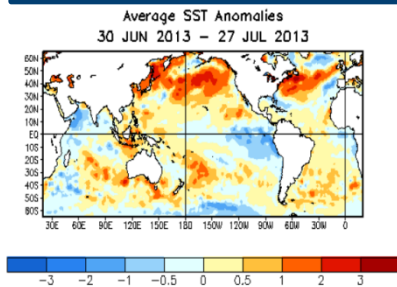 Average SST Anomalies
30 JUN 2013 – 27 JUL 2013
60N
50N
40N
30N
20N
10N
EQ
10S
20S
30S
40S
50S
60S
30E 60E 90E 120E 150E 180 150W 120W 90W 60W 30W 0
-3 -2 -1 -0.5 0 0.5 1 2 3